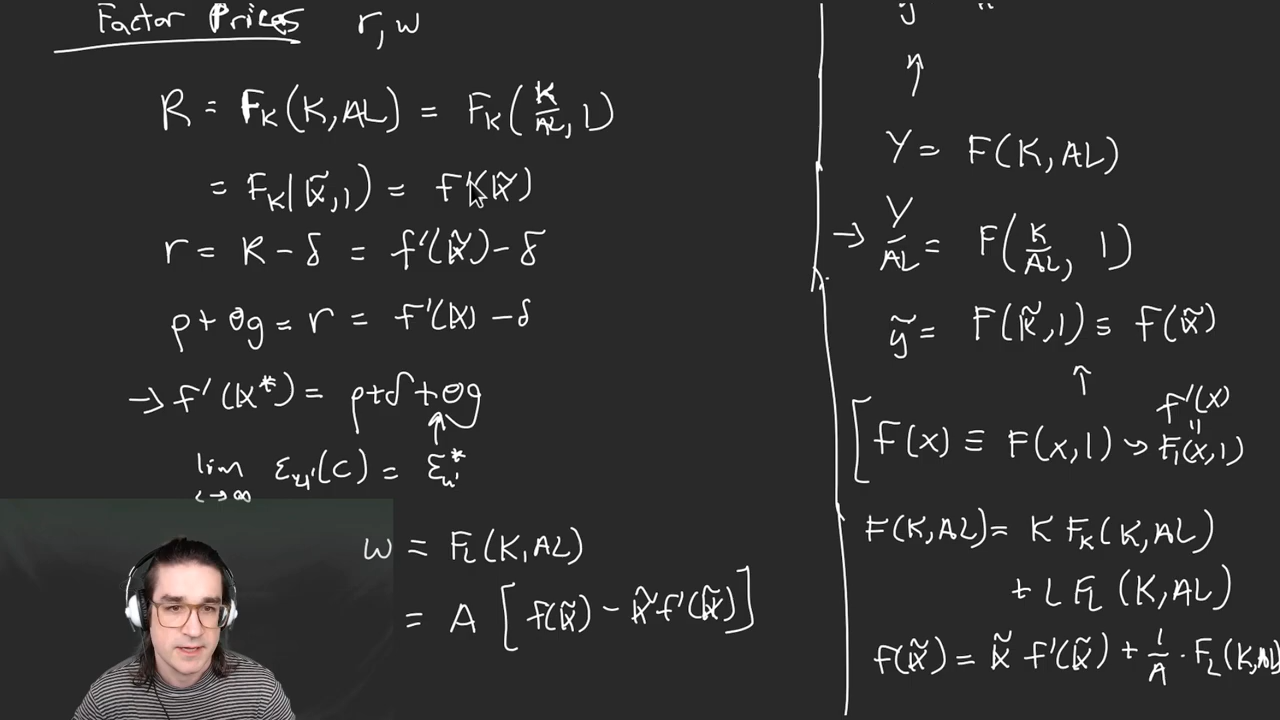 Factor Prices r, w
R = F_K(K, AL) = F_K(K/AL, 1)
= F_K(k̃, 1) = f'(k̃)
r = R - δ = f'(k̃) - δ
ρ + θg = r = f'(k) - δ
→ f'(k*) = ρ + δ + θg
lim ε_u'(c) = ε_u'*
c → ∞
w = F_L(K, AL)
= A [f(k̃) - k̃ f'(k̃)]
Y = F(K, AL)
→ Y/AL = F(K/AL, 1)
ỹ = F(k̃, 1) ≡ f(k̃)
f'(x)
"
[f(x) ≡ F(x, 1) → F_1(x, 1)
F(K, AL) = K F_K(K, AL)
+ L F_L (K, AL)
f(k̃) = k̃ f'(k̃) + 1/A · F_L(K, AL